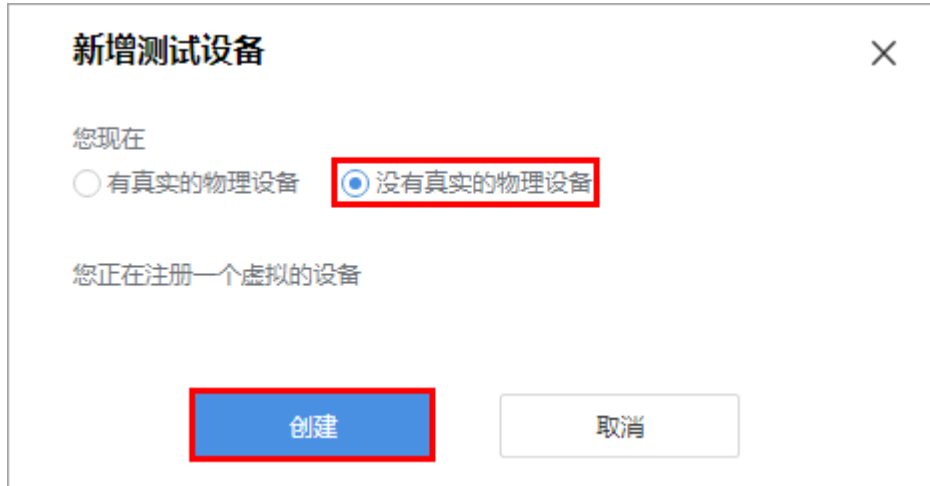 新增测试设备
您现在
有真实的物理设备 没有真实的物理设备
您正在注册一个虚拟的设备
创建 取消